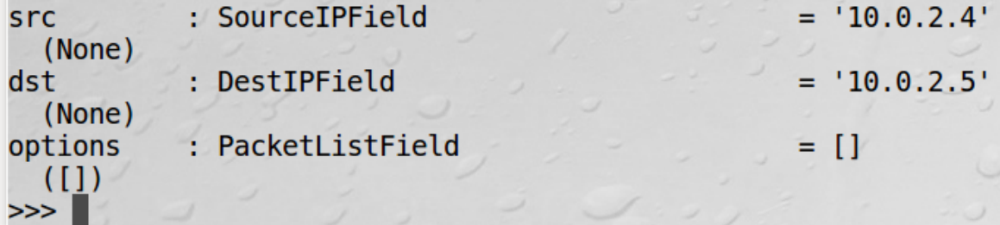 src        : SourceIPField                       = '10.0.2.4'
  (None)
dst        : DestIPField                         = '10.0.2.5'
  (None)
options    : PacketListField                     = []
  ([])
>>>